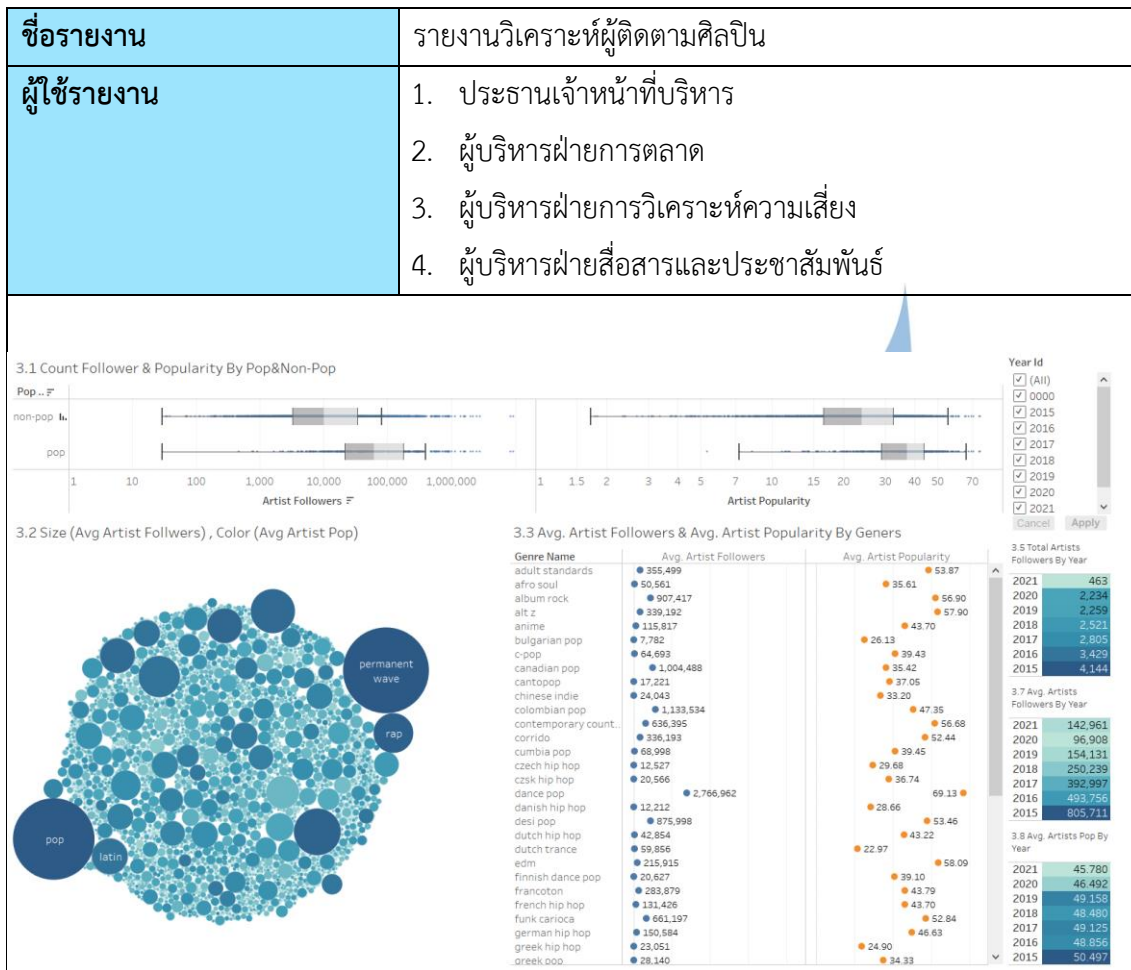 ชื่อรายงาน
รายงานวิเคราะห์ผู้ติดตามศิลปิน
ผู้ใช้รายงาน
1. ประธานเจ้าหน้าที่บริหาร
2. ผู้บริหารฝ่ายการตลาด
3. ผู้บริหารฝ่ายการวิเคราะห์ความเสี่ยง
4. ผู้บริหารฝ่ายสื่อสารและประชาสัมพันธ์
3.1 Count Follower & Popularity By Pop&Non-Pop
Pop ..
non-pop
pop
1 10 100 1,000 10,000 100,000 1,000,000
Artist Followers
1 1.5 2 3 4 5 7 10 15 20 30 40 50 70
Artist Popularity
Year Id
(All)
0000
2015
2016
2017
2018
2019
2020
2021
Cancel Apply
3.2 Size (Avg Artist Follwers) , Color (Avg Artist Pop)
permanent
wave
rap
pop
latin
3.3 Avg. Artist Followers & Avg. Artist Popularity By Geners
Genre Name Avg. Artist Followers Avg. Artist Popularity
adult standards 355,499 53.87
afro soul 50,561 35.61
album rock 907,417 56.90
alt z 339,192 57.90
anime 115,817 43.70
bulgarian pop 7,782 26.13
c-pop 64,693 39.43
canadian pop 1,004,488 35.42
cantopop 17,221 37.05
chinese indie 24,043 33.20
colombian pop 1,133,534 47.35
contemporary count.. 636,395 56.68
corrido 336,193 52.44
cumbia pop 68,998 39.45
czech hip hop 12,527 29.68
czsk hip hop 20,566 36.74
dance pop 2,766,962 69.13
danish hip hop 12,212 28.66
desi pop 875,998 53.46
dutch hip hop 42,854 43.22
dutch trance 59,856 22.97
edm 215,915 58.09
finnish dance pop 20,627 39.10
francoton 283,879 43.79
french hip hop 131,426 43.70
funk carioca 661,197 52.84
german hip hop 150,584 46.63
greek hip hop 23,051 24.90
greek pop 28,140 34.33
3.5 Total Artists
Followers By Year
2021 463
2020 2,234
2019 2,259
2018 2,521
2017 2,805
2016 3,429
2015 4,144
3.7 Avg. Artists
Followers By Year
2021 142,961
2020 96,908
2019 154,131
2018 250,239
2017 392,997
2016 493,756
2015 805,711
3.8 Avg. Artists Pop By
Year
2021 45.780
2020 46.492
2019 49.158
2018 48.480
2017 49.125
2016 48.856
2015 50.497